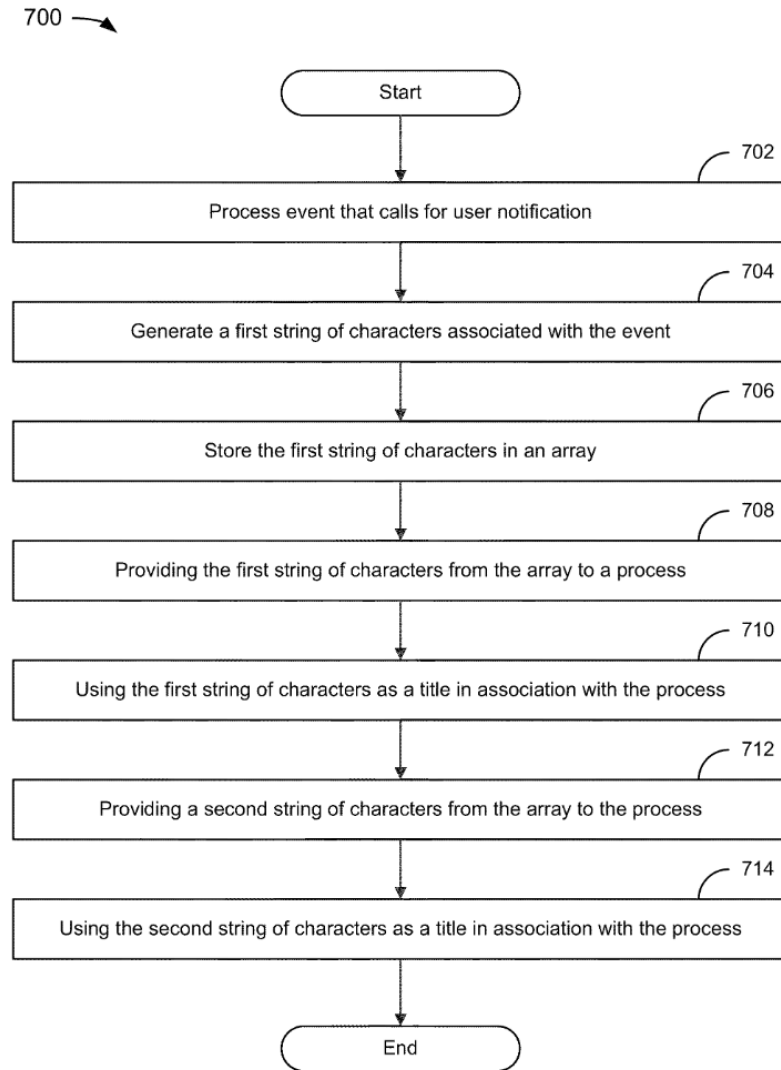 700
Start
702
Process event that calls for user notification
704
Generate a first string of characters associated with the event
706
Store the first string of characters in an array
708
Providing the first string of characters from the array to a process
710
Using the first string of characters as a title in association with the process
712
Providing a second string of characters from the array to the process
714
Using the second string of characters as a title in association with the process
End